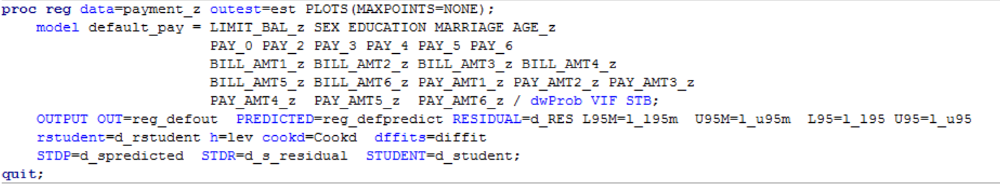 proc reg data=payment_z outest=est PLOTS(MAXPOINTS=NONE);
model default_pay = LIMIT_BAL_z SEX EDUCATION MARRIAGE AGE_z
PAY_0 PAY_2 PAY_3 PAY_4 PAY_5 PAY_6
BILL_AMT1_z BILL_AMT2_z BILL_AMT3_z BILL_AMT4_z
BILL_AMT5_z BILL_AMT6_z PAY_AMT1_z PAY_AMT2_z PAY_AMT3_z
PAY_AMT4_z PAY_AMT5_z PAY_AMT6_z / dwProb VIF STB;
OUTPUT OUT=reg_defout PREDICTED=reg_defpredict RESIDUAL=d_RES L95M=l_l95m U95M=l_u95m L95=l_l95 U95=l_u95
rstudent=d_rstudent h=lev cookd=Cookd dffits=diffit
STDP=d_spredicted STDR=d_s_residual STUDENT=d_student;
quit;